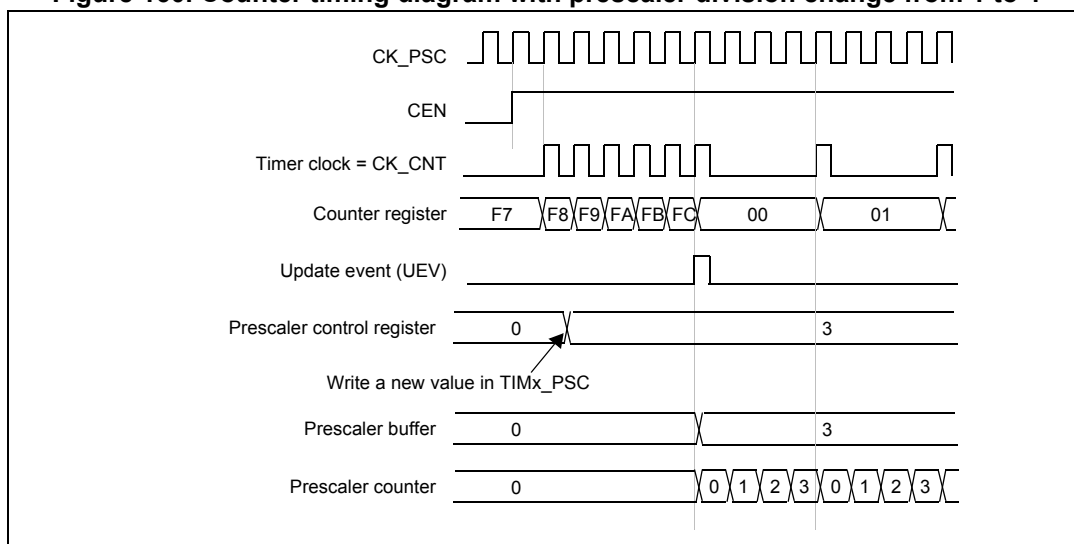 CK_PSC
CEN
Timer clock = CK_CNT
Counter register F7 F8 F9 FA FB FC 00 01
Update event (UEV)
Prescaler control register 0 3
Write a new value in TIMx_PSC
Prescaler buffer 0 3
Prescaler counter 0 0 1 2 3 0 1 2 3